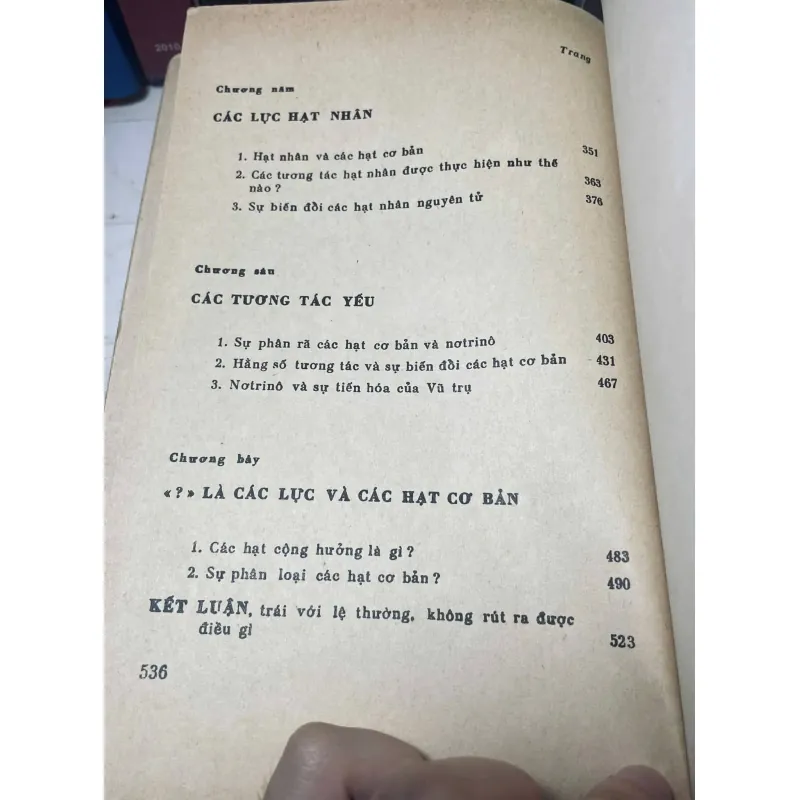 2010
Trang
Chương năm
CÁC LỰC HẠT NHÂN
1. Hạt nhân và các hạt cơ bản 351
2. Các tương tác hạt nhân được thực hiện như thế
nào ? 363
3. Sự biến đổi các hạt nhân nguyên tử 376
Chương sáu
CÁC TƯƠNG TÁC YẾU
1. Sự phân rã các hạt cơ bản và nơtrinô 403
2. Hằng số tương tác và sự biến đổi các hạt cơ bản 431
3. Nơtrinô và sự tiến hóa của Vũ trụ 467
Chương bảy
«?» LÀ CÁC LỰC VÀ CÁC HẠT CƠ BẢN
1. Các hạt cộng hưởng là gì ? 483
2. Sự phân loại các hạt cơ bản ? 490
KẾT LUẬN, trái với lệ thường, không rút ra được
điều gì 523
536